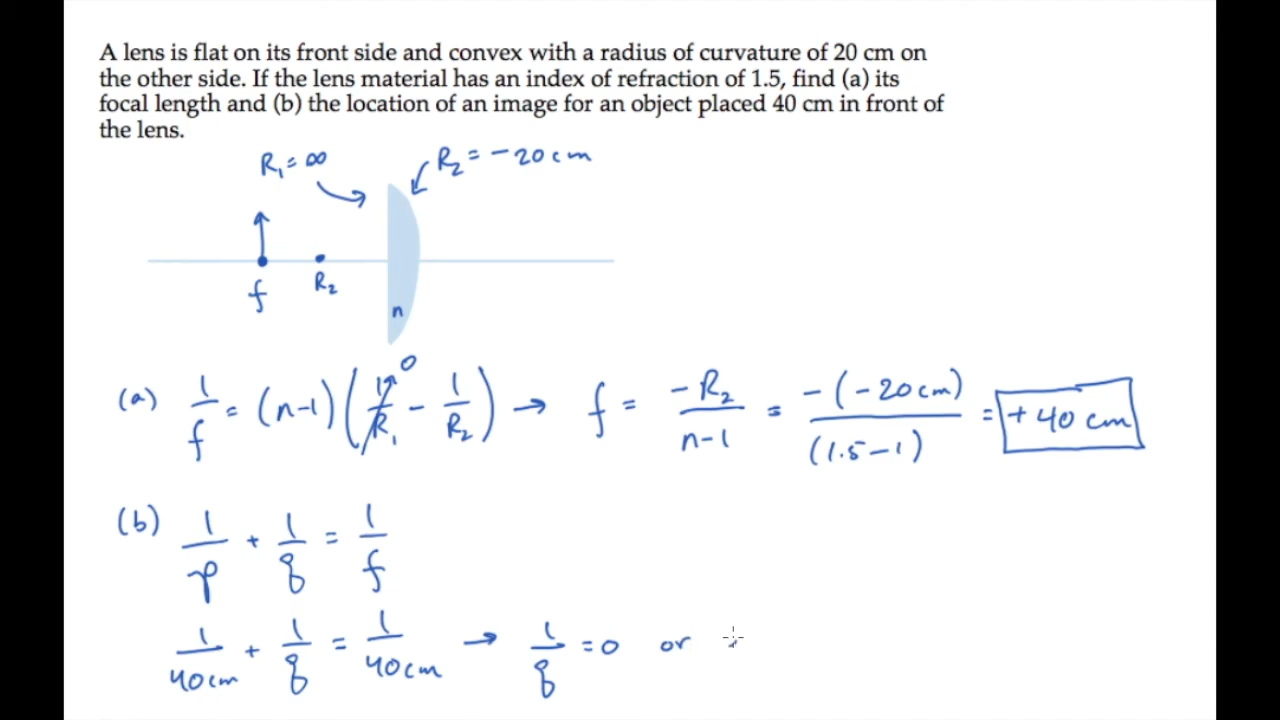 A lens is flat on its front side and convex with a radius of curvature of 20 cm on
the other side. If the lens material has an index of refraction of 1.5, find (a) its
focal length and (b) the location of an image for an object placed 40 cm in front of
the lens.
R₁ = ∞
R₂ = -20 cm
f
R₂
n
(a) 1/f = (n-1)(1/R₁ → 0 - 1/R₂) → f = -R₂/(n-1) = -(-20 cm)/(1.5-1) = +40 cm
(b) 1/p + 1/q = 1/f
1/40 cm + 1/q = 1/40 cm → 1/q = 0 or